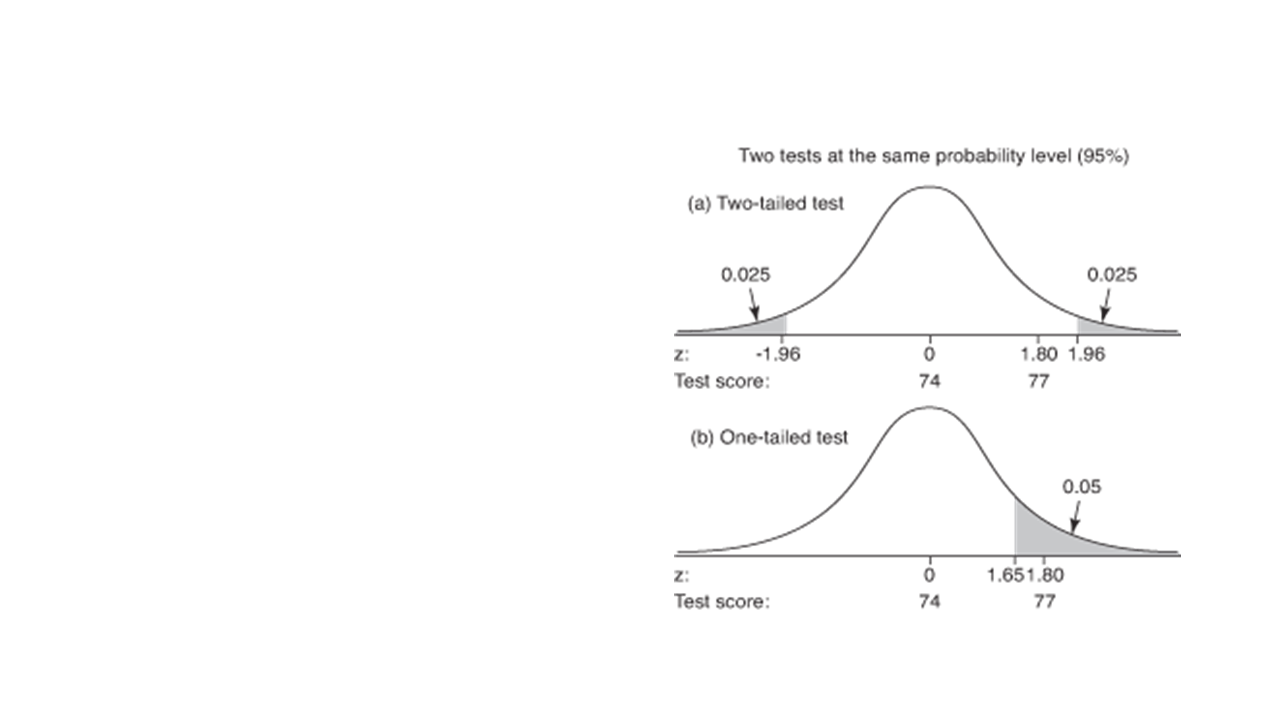 Two tests at the same probability level (95%)
(a) Two-tailed test
0.025 0.025
z: -1.96 0 1.80 1.96
Test score: 74 77
(b) One-tailed test
0.05
z: 0 1.65 1.80
Test score: 74 77